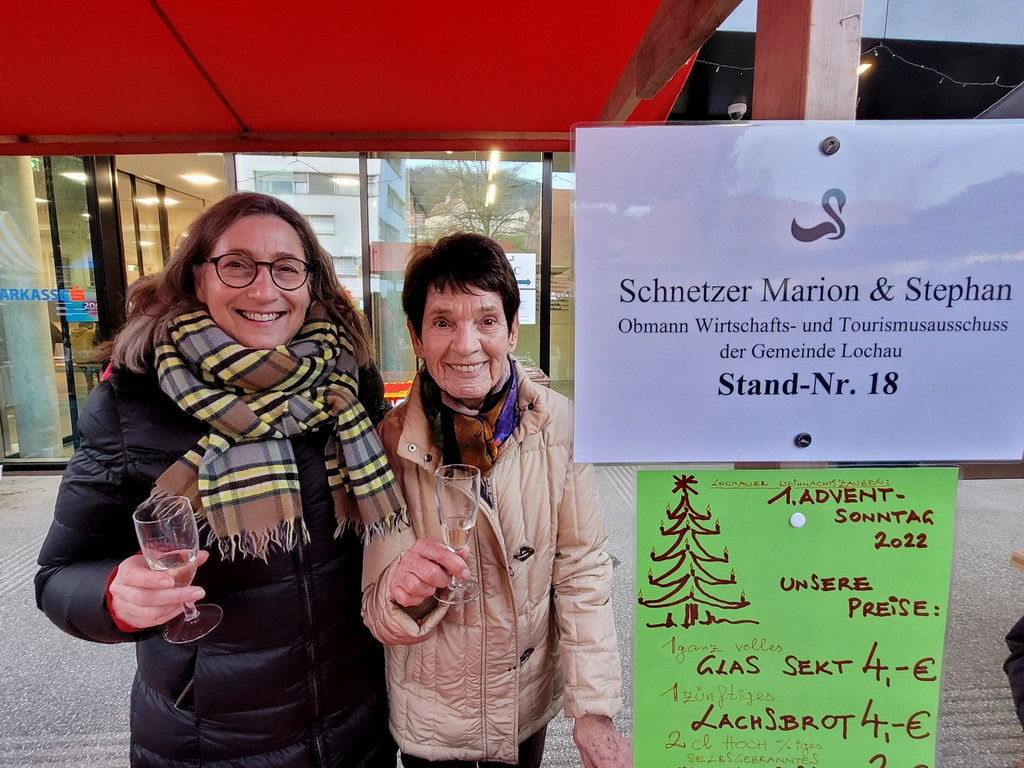 ARKASSE
Schnetzer Marion & Stephan
Obmann Wirtschafts- und Tourismusausschuss
der Gemeinde Lochau
Stand-Nr. 18
LOCHAUER WEIHNACHTSZAUBER:
1. ADVENT-
SONNTAG
2022
UNSERE
PREISE:
1 ganz volles
GLAS SEKT 4,-€
1 zünftiges
LACHSBROT 4,-€
2 cl HOCH %iges
SELBSGEBRANNTES